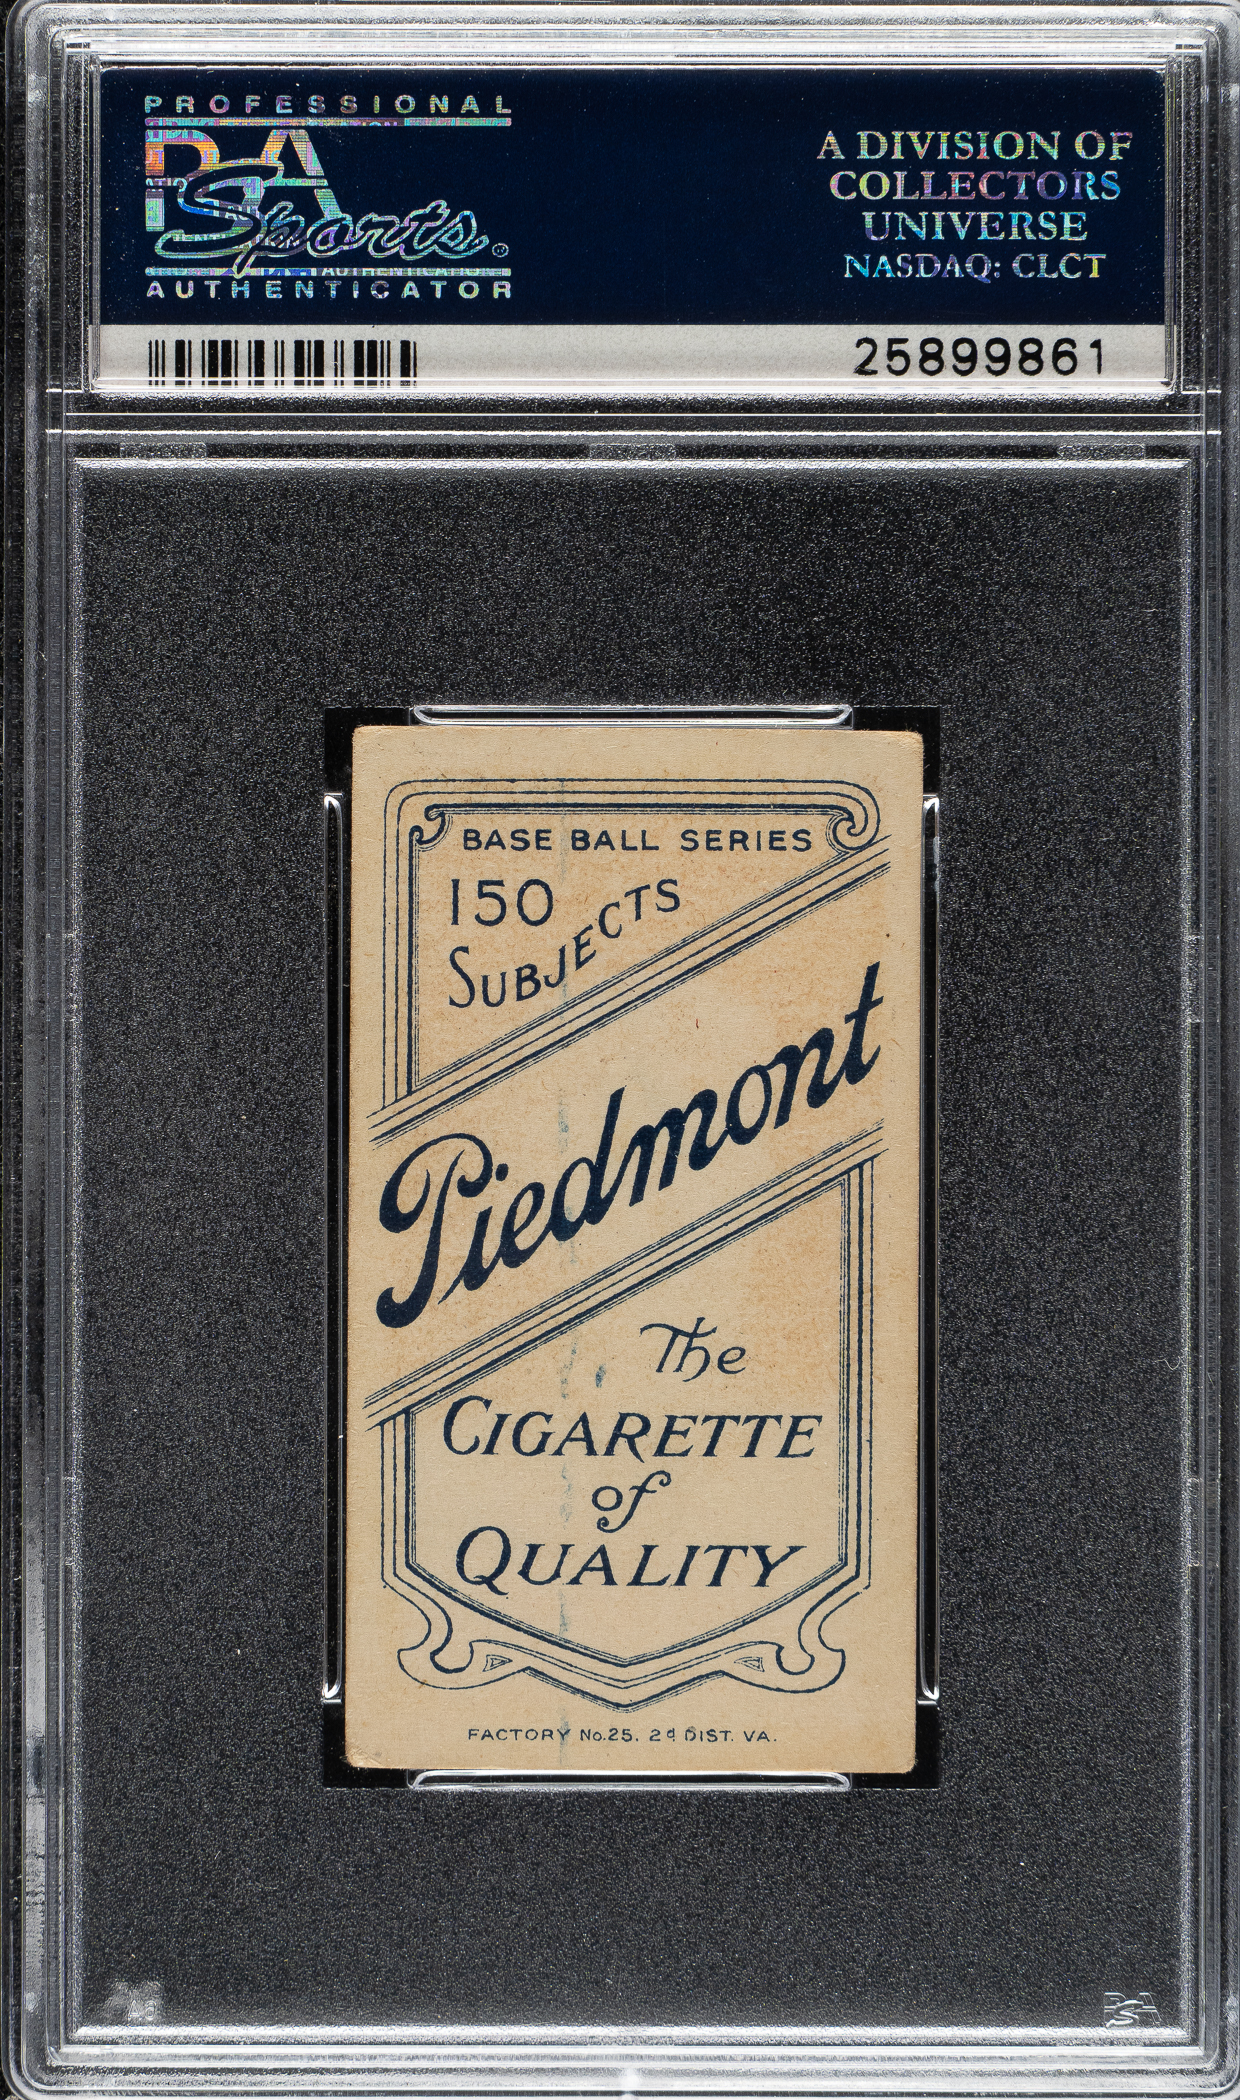 PROFESSIONAL
PSA
Sports
AUTHENTICATOR
A DIVISION OF
COLLECTORS
UNIVERSE
NASDAQ: CLCT
25899861
BASE BALL SERIES
150
SUBJECTS
Piedmont
The
CIGARETTE
of
QUALITY
FACTORY No.25. 2d DIST. VA.
PSA